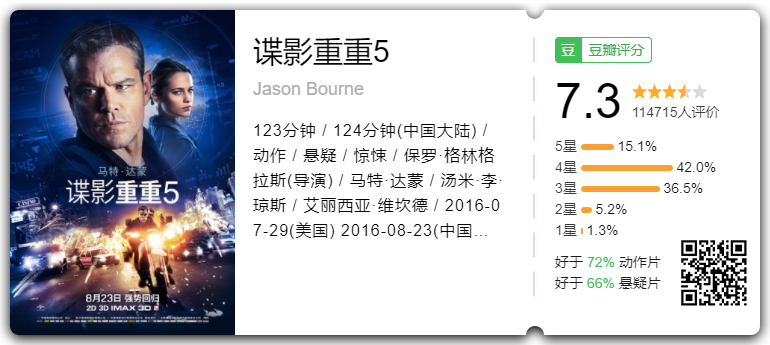 谍影重重5
Jason Bourne
123分钟 / 124分钟(中国大陆) /
动作 / 悬疑 / 惊悚 / 保罗·格林格
拉斯(导演) / 马特·达蒙 / 汤米·李·
琼斯 / 艾丽西亚·维坎德 / 2016-0
7-29(美国) 2016-08-23(中国...
豆 豆瓣评分
7.3
114715人评价
5星 15.1%
4星 42.0%
3星 36.5%
2星 5.2%
1星 1.3%
好于 72% 动作片
好于 66% 悬疑片
马特·达蒙
谍影重重5
8月23日 强势回归
2D 3D IMAX 3D